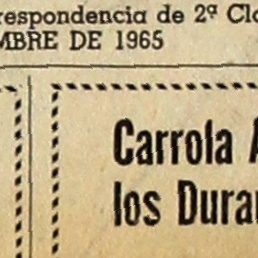 respondencia de 2ª Cl
MBRE DE 1965
Carrola A
los Dura